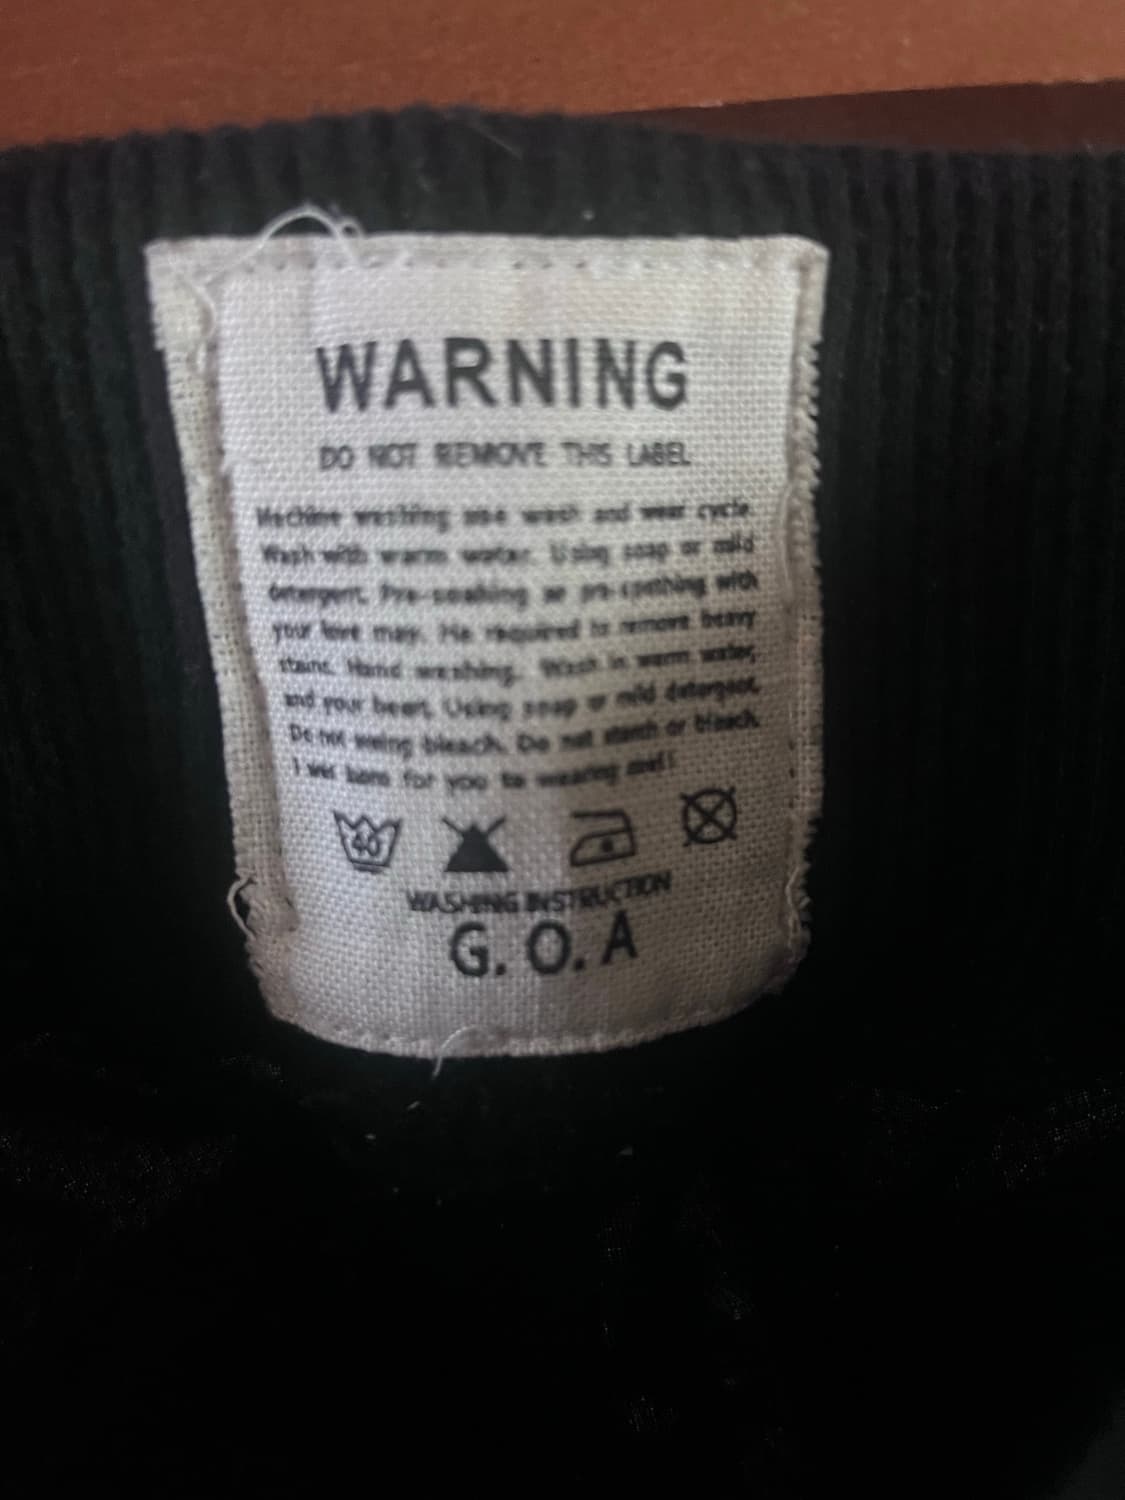 WARNING
DO NOT REMOVE THIS LABEL
Machine washing use wash and wear cycle.
Wash with warm water. Using soap or mild
detergent. Pre-soaking or pre-spothing with
your love may. He required to remove heavy
stains. Hand washing. Wash in warm water,
and your heart, Using soap or mild detergent,
Do not using bleach. Do not starch or bleach.
I was born for you to wearing me!!
40
WASHING INSTRUCTION
G. O. A